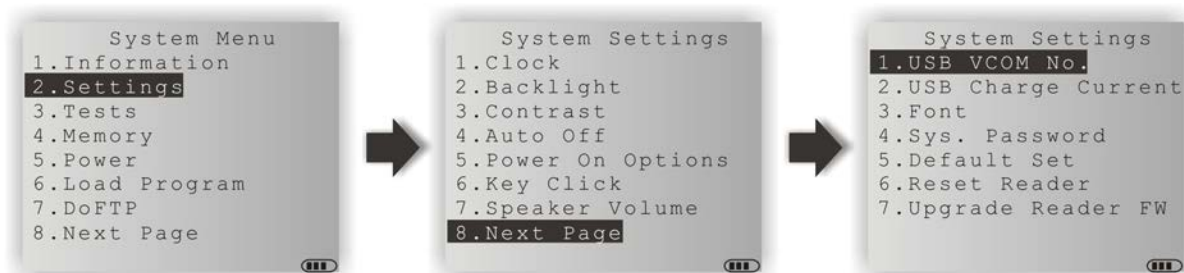 System Menu
1.Information
2.Settings
3.Tests
4.Memory
5.Power
6.Load Program
7.DoFTP
8.Next Page
System Settings
1.Clock
2.Backlight
3.Contrast
4.Auto Off
5.Power On Options
6.Key Click
7.Speaker Volume
8.Next Page
System Settings
1.USB VCOM No.
2.USB Charge Current
3.Font
4.Sys. Password
5.Default Set
6.Reset Reader
7.Upgrade Reader FW